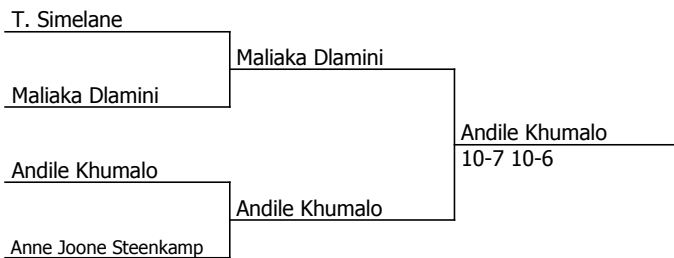 T. Simelane
Maliaka Dlamini
Maliaka Dlamini
Andile Khumalo
10-7 10-6
Andile Khumalo
Andile Khumalo
Anne Joone Steenkamp